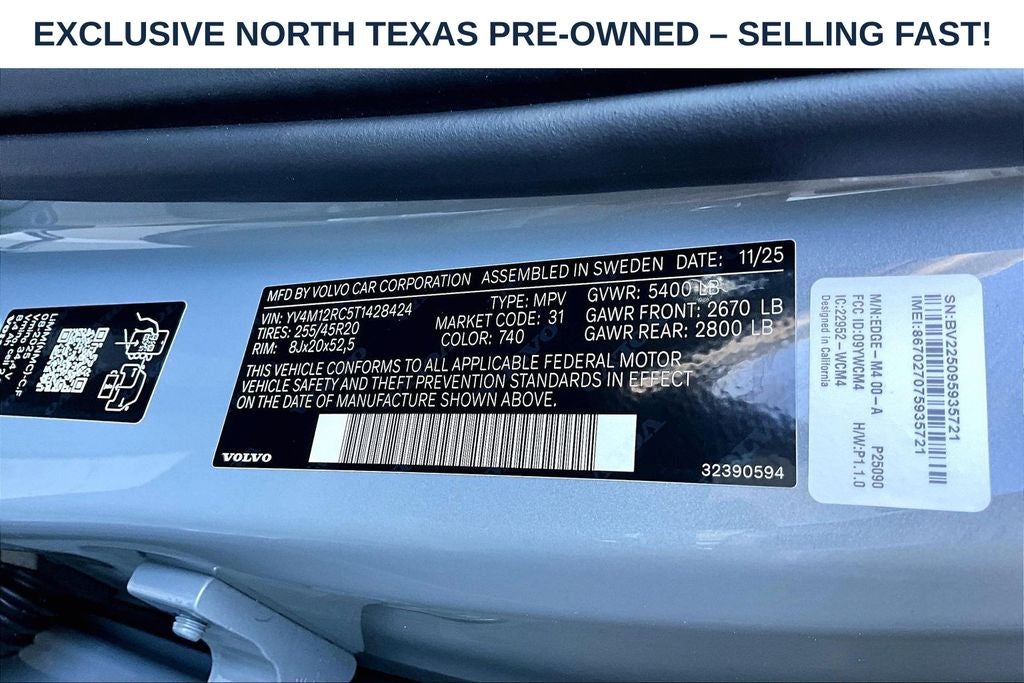 EXCLUSIVE NORTH TEXAS PRE-OWNED – SELLING FAST!
MFD BY VOLVO CAR CORPORATION ASSEMBLED IN SWEDEN DATE: 11/25
VIN: YV4M12RC5T1428424 TYPE: MPV GVWR: 5400 LB
TIRES: 255/45R20 MARKET CODE: 31 GAWR FRONT: 2670 LB
RIM: 8Jx20x52,5 COLOR: 740 GAWR REAR: 2800 LB
THIS VEHICLE CONFORMS TO ALL APPLICABLE FEDERAL MOTOR
VEHICLE SAFETY AND THEFT PREVENTION STANDARDS IN EFFECT
ON THE DATE OF MANUFACTURE SHOWN ABOVE.
VOLVO
32390594
SN:BV225095935721
IMEI:867027075935721
M/N:EDGE-M4 00-A P25090
FCC ID:O9YWCM4 H/W:P1.1.0
IC:22952-WCM4
Designed in California